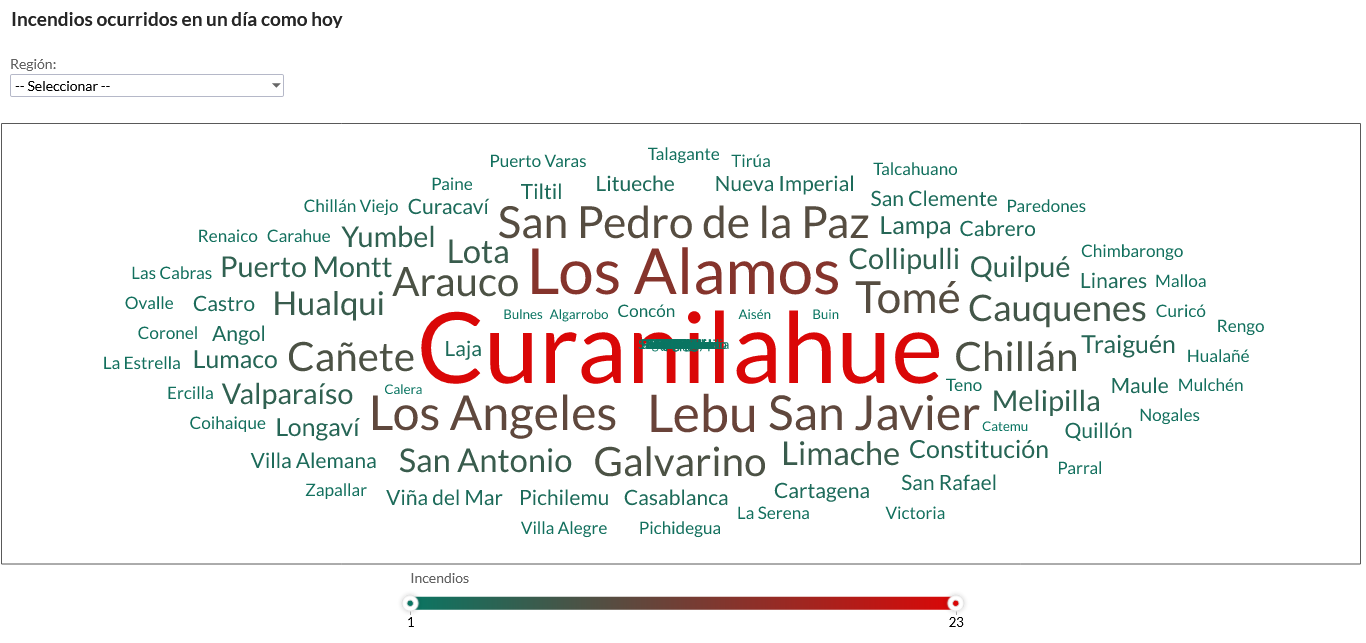 Incendios ocurridos en un día como hoy
Región:
-- Seleccionar --
Talagante
Puerto Varas Tirúa
Talcahuano
Paine Tiltil Litueche Nueva Imperial
San Clemente
Chillán Viejo Curacaví Paredones
San Pedro de la Paz Lampa Cabrero
Renaico Carahue Yumbel
Lota Chimbarongo
Las Cabras Puerto Montt Arauco Los Alamos Collipulli Quilpué
Linares Malloa
Ovalle Castro Hualqui Tomé Cauquenes Curicó
Bulnes Algarrobo Concón Aisén Buin
Coronel Angol Rengo
Curanilahue
Laja Traiguén
La Estrella Lumaco Cañete Chillán Hualañé
Ercilla Valparaíso Calera Teno Maule Mulchén
Melipilla
Coihaique Longaví Los Angeles Lebu San Javier Nogales
Catemu Quillón
Villa Alemana San Antonio Galvarino Limache Constitución
Parral
Zapallar Viña del Mar Pichilemu Casablanca Cartagena San Rafael
La Serena Victoria
Villa Alegre Pichidegua
Incendios
1 23